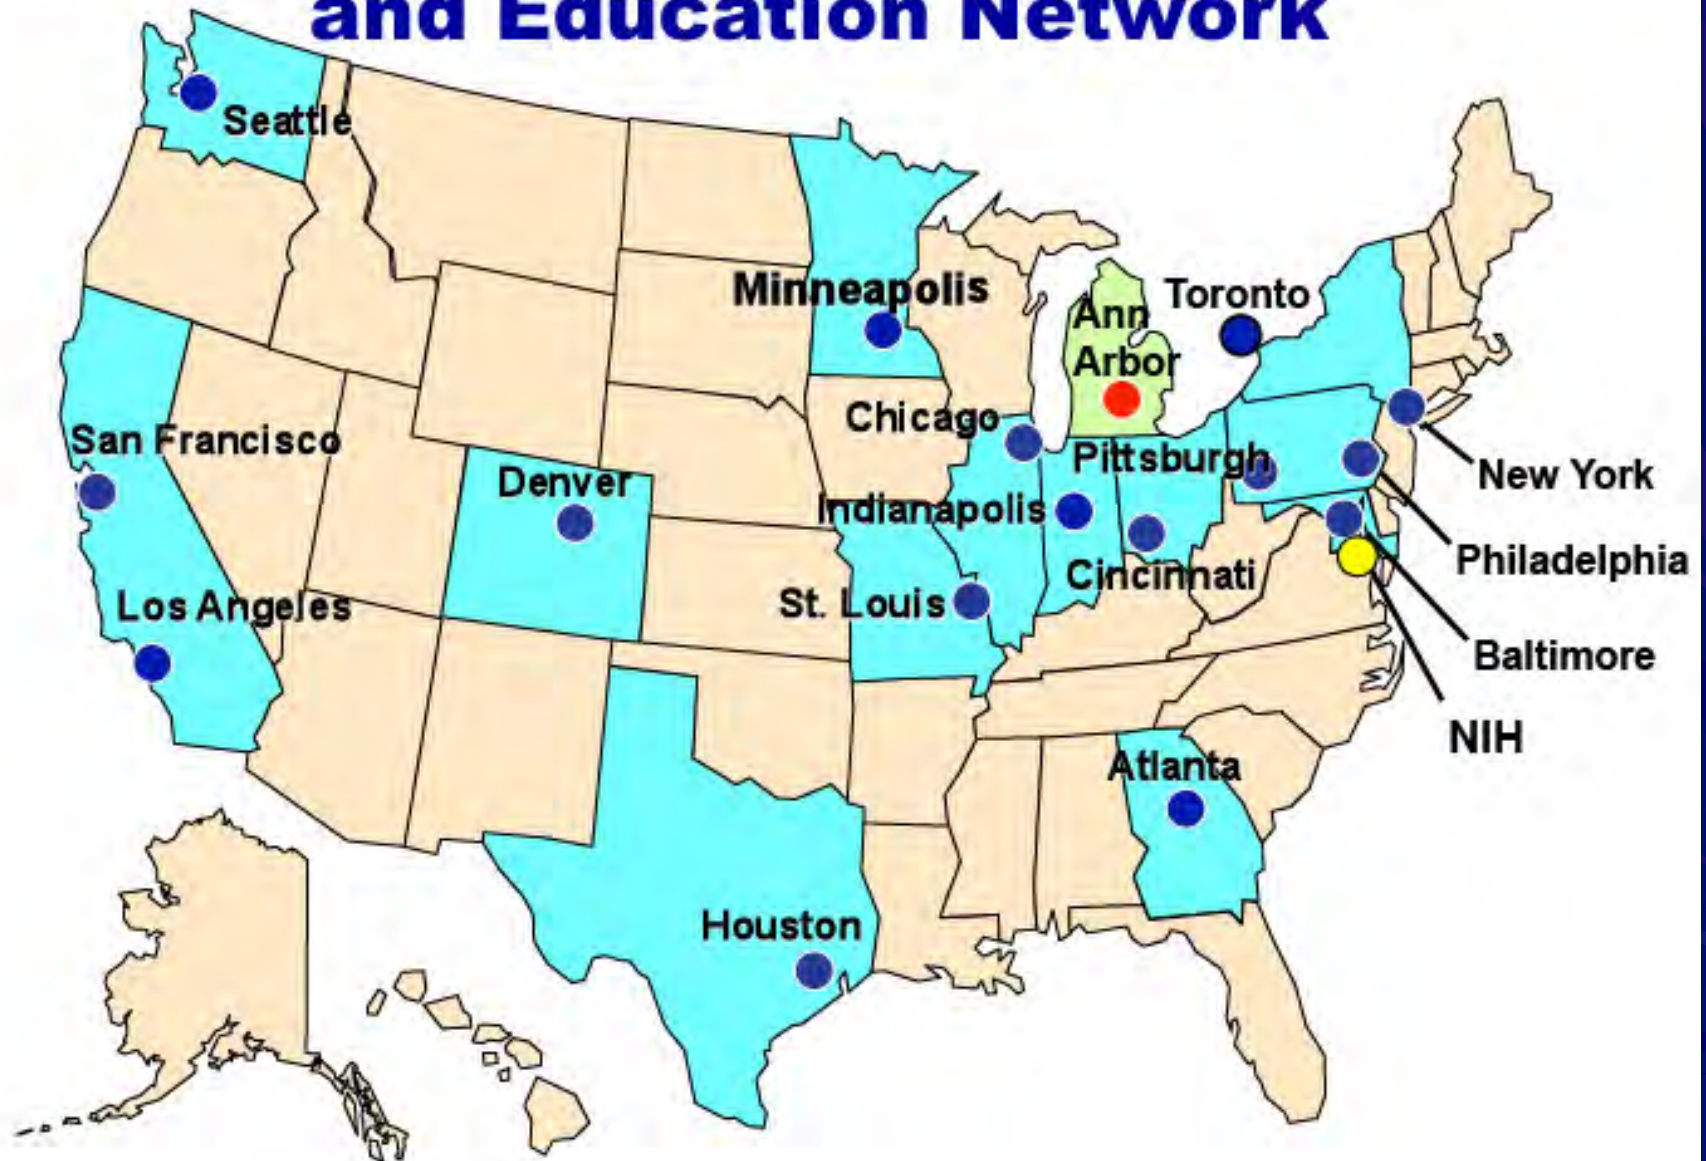 and Education Network
Seattle
Minneapolis
Ann
Arbor
Toronto
Chicago
San Francisco
Pittsburgh
New York
Denver
Indianapolis
Philadelphia
Cincinnati
St. Louis
Los Angeles
Baltimore
NIH
Atlanta
Houston